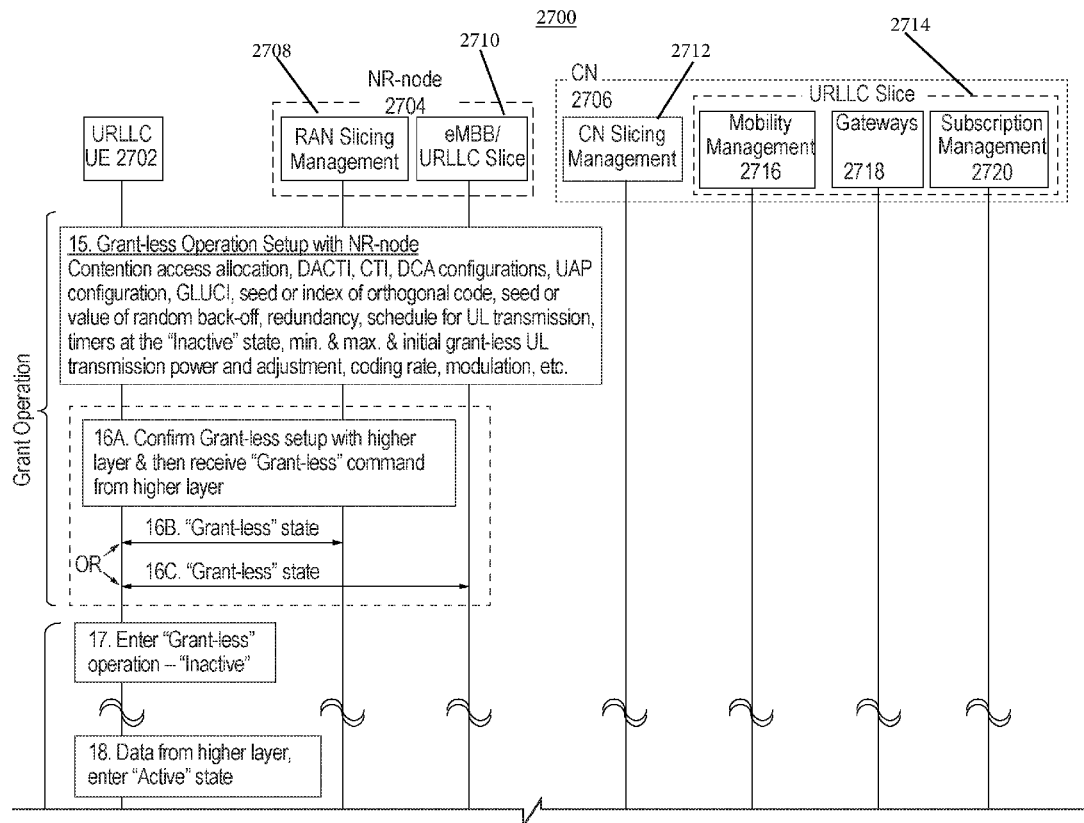 2700
2708
2710
2712
2714
NR-node
2704
CN
2706
URLLC Slice
URLLC
UE 2702
RAN Slicing
Management
eMBB/
URLLC Slice
CN Slicing
Management
Mobility
Management
2716
Gateways
2718
Subscription
Management
2720
Grant Operation
15. Grant-less Operation Setup with NR-node
Contention access allocation, DACTI, CTI, DCA configurations, UAP
configuration, GLUCI, seed or index of orthogonal code, seed or
value of random back-off, redundancy, schedule for UL transmission,
timers at the “Inactive” state, min. & max. & initial grant-less UL
transmission power and adjustment, coding rate, modulation, etc.
16A. Confirm Grant-less setup with higher
layer & then receive “Grant-less” command
from higher layer
16B. “Grant-less” state
OR
16C. “Grant-less” state
17. Enter “Grant-less”
operation – “Inactive”
18. Data from higher layer,
enter “Active” state